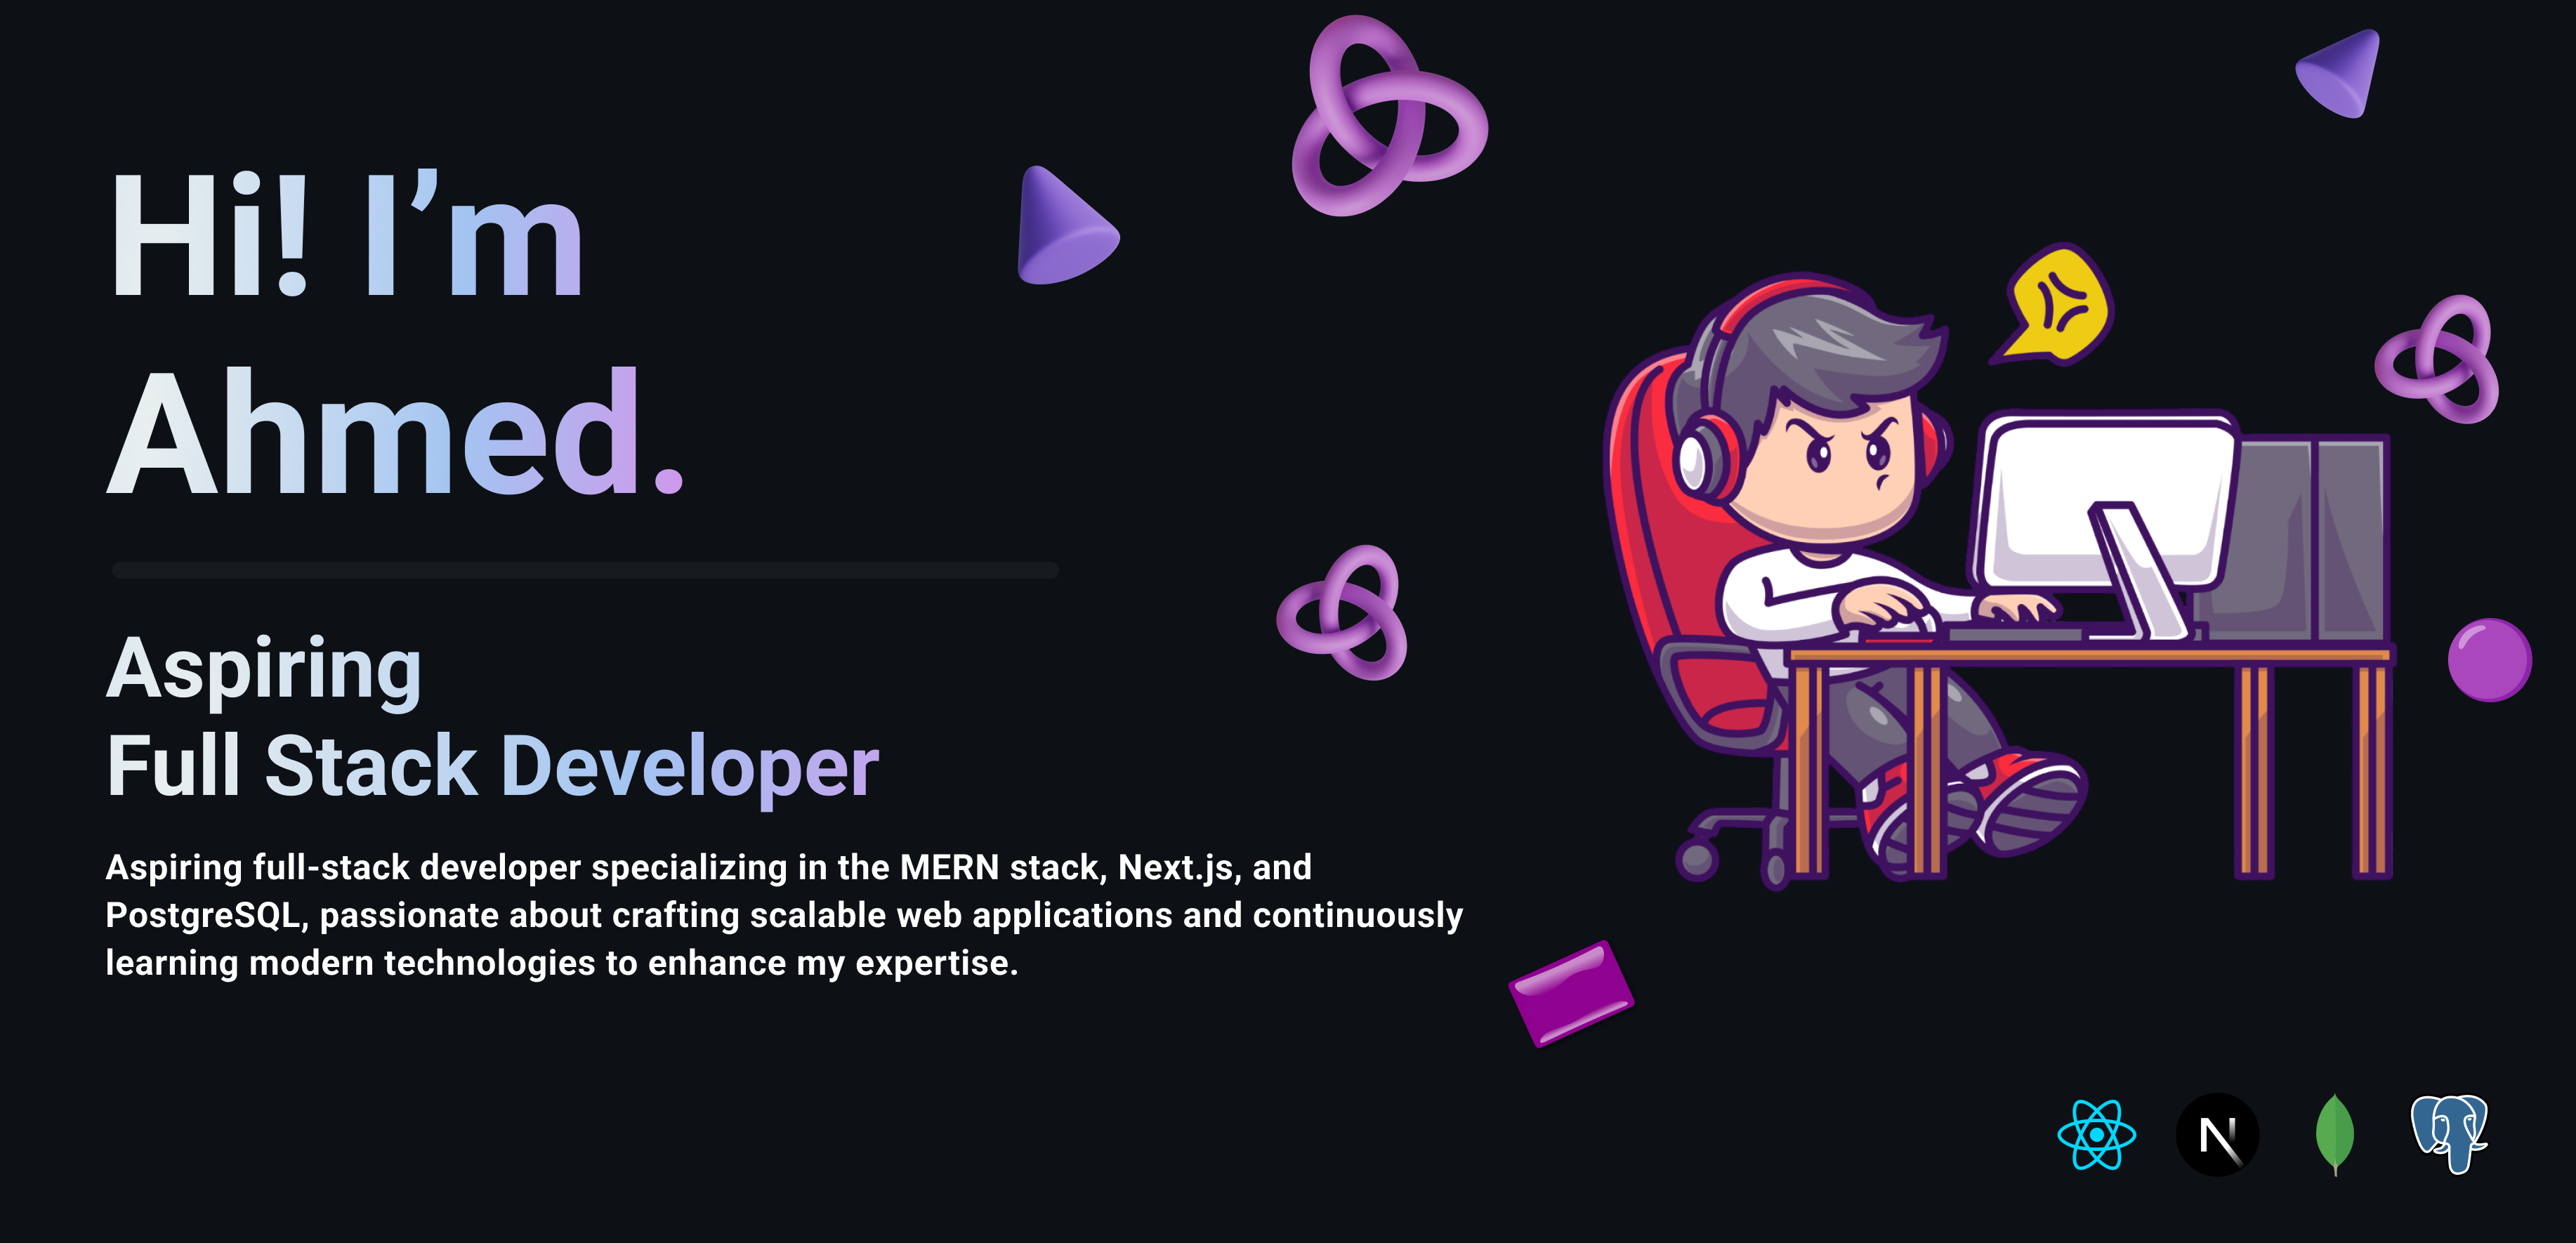 Hi! I’m
Ahmed.
Aspiring
Full Stack Developer
Aspiring full-stack developer specializing in the MERN stack, Next.js, and
PostgreSQL, passionate about crafting scalable web applications and continuously
learning modern technologies to enhance my expertise.
N